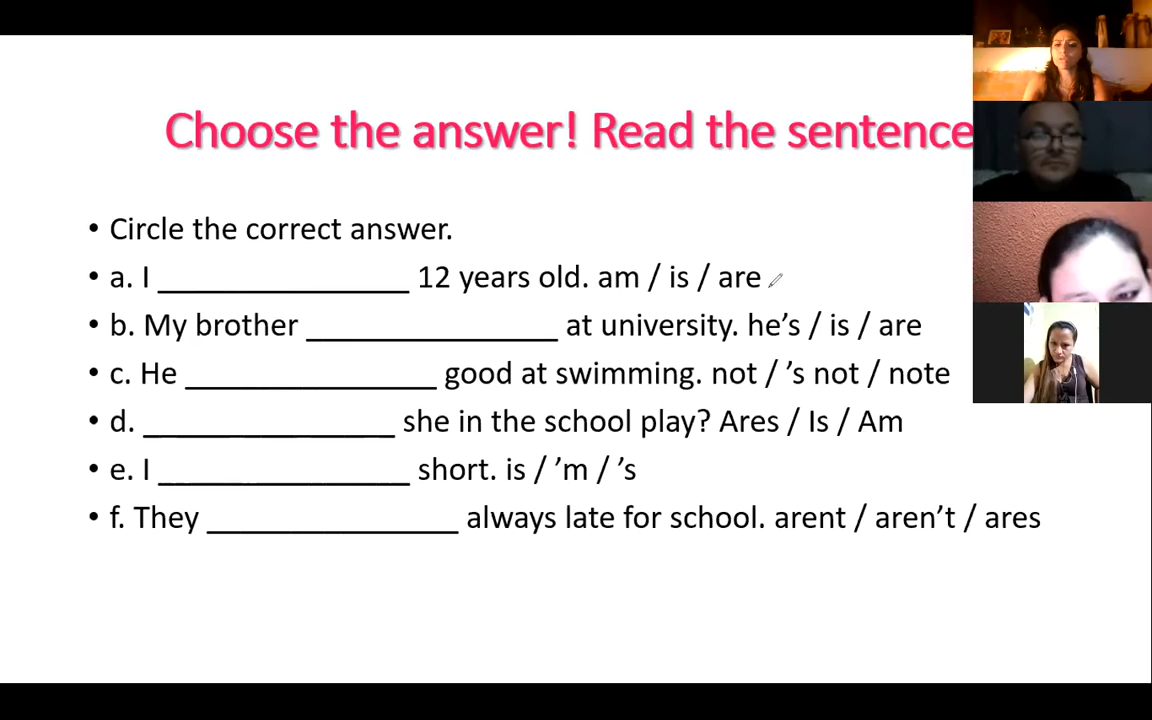 Choose the answer! Read the sentence
• Circle the correct answer.
• a. I ________________ 12 years old. am / is / are
• b. My brother ________________ at university. he’s / is / are
• c. He ________________ good at swimming. not / ’s not / note
• d. ________________ she in the school play? Ares / Is / Am
• e. I ________________ short. is / ’m / ’s
• f. They ________________ always late for school. arent / aren’t / ares